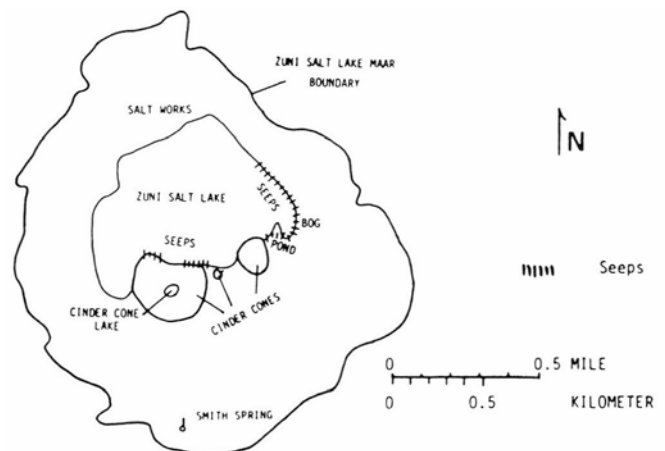 ZUNI SALT LAKE MAAR
BOUNDARY
SALT WORKS
N
ZUNI SALT LAKE
SEEPS
BOG
SEEPS
POND
Seeps
CINDER CONE
LAKE
CINDER CONES
0 0.5 MILE
0 0.5
KILOMETER
SMITH SPRING